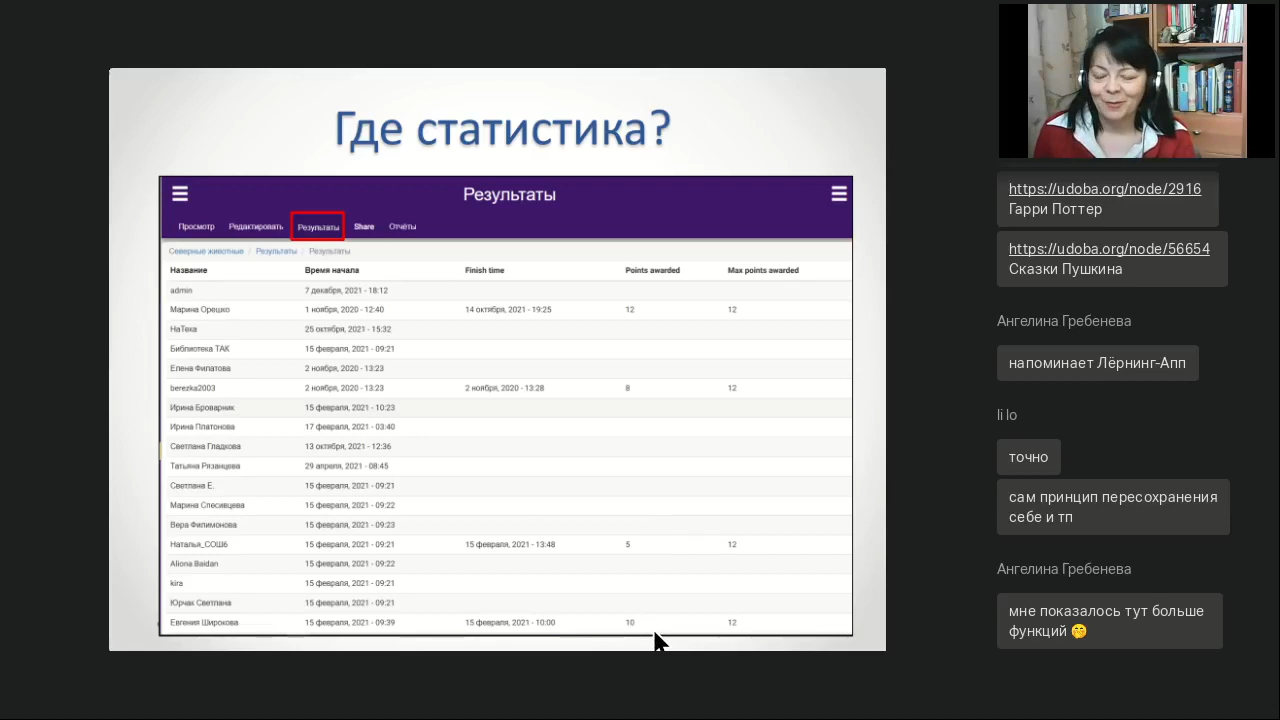 Где статистика?
Результаты
Просмотр Редактировать Результаты Share Отчёты
Северные животные / Результаты / Результаты
Название Время начала Finish time Points awarded Max points awarded
admin 7 декабря, 2021 - 18:12
Марина Орешко 1 ноября, 2020 - 12:40 14 октября, 2021 - 19:25 12 12
НаТека 25 октября, 2021 - 15:32
Библиотека ТАК 15 февраля, 2021 - 09:21
Елена Филатова 2 ноября, 2020 - 13:23
berezka2003 2 ноября, 2020 - 13:23 2 ноября, 2020 - 13:28 8 12
Ирина Броварник 15 февраля, 2021 - 10:23
Ирина Платонова 17 февраля, 2021 - 03:40
Светлана Гладкова 13 октября, 2021 - 12:36
Татьяна Рязанцева 29 апреля, 2021 - 08:45
Светлана Е. 15 февраля, 2021 - 09:21
Марина Спесивцева 15 февраля, 2021 - 09:22
Вера Филимонова 15 февраля, 2021 - 09:23
Наталья_СОШ6 15 февраля, 2021 - 09:21 15 февраля, 2021 - 13:48 5 12
Aliona Baidan 15 февраля, 2021 - 09:22
kira 15 февраля, 2021 - 09:21
Юрчак Светлана 15 февраля, 2021 - 09:21
Евгения Широкова 15 февраля, 2021 - 09:39 15 февраля, 2021 - 10:00 10 12
https://udoba.org/node/2916
Гарри Поттер
https://udoba.org/node/56654
Сказки Пушкина
Ангелина Гребенева
напоминает Лёрнинг-Апп
li lo
точно
сам принцип пересохранения
себе и тп
Ангелина Гребенева
мне показалось тут больше
функций 🤭